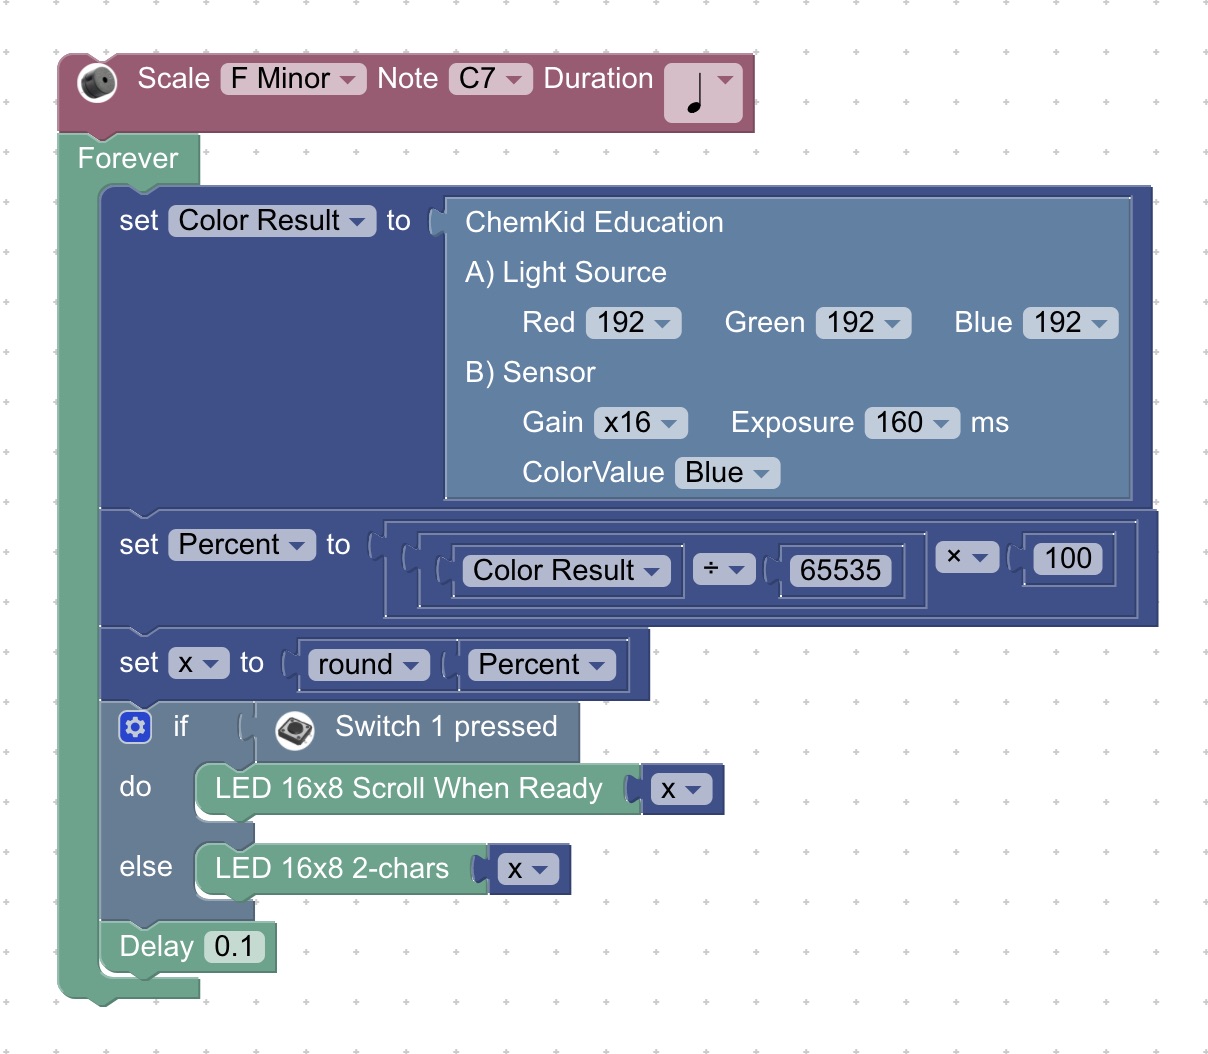 Scale F Minor Note C7 Duration
Forever
set Color Result to ChemKid Education
A) Light Source
Red 192 Green 192 Blue 192
B) Sensor
Gain x16 Exposure 160 ms
ColorValue Blue
set Percent to Color Result ÷ 65535 × 100
set x to round Percent
if Switch 1 pressed
do LED 16x8 Scroll When Ready x
else LED 16x8 2-chars x
Delay 0.1